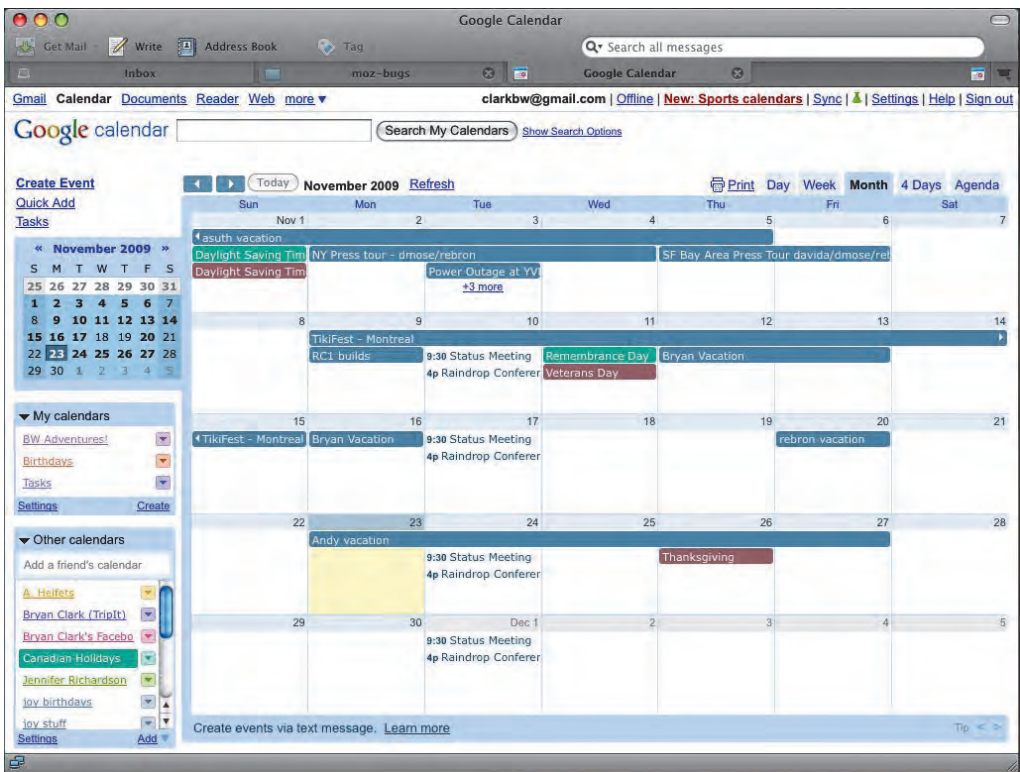 Google Calendar
Get Mail Write Address Book Tag Search all messages
Inbox moz-bugs Google Calendar
Gmail Calendar Documents Reader Web more ▼ clarkbw@gmail.com | Offline | New: Sports calendars | Sync | Settings | Help | Sign out
Google calendar Search My Calendars Show Search Options
Create Event
Quick Add
Tasks
« November 2009 »
S M T W T F S
25 26 27 28 29 30 31
1 2 3 4 5 6 7
8 9 10 11 12 13 14
15 16 17 18 19 20 21
22 23 24 25 26 27 28
29 30 1 2 3 4 5
▼ My calendars
BW Adventures!
Birthdays
Tasks
Settings Create
▼ Other calendars
Add a friend's calendar
A. Heifets
Bryan Clark (TripIt)
Bryan Clark's Facebo
Canadian Holidays
Jennifer Richardson
joy birthdays
joy stuff
Settings Add
Today November 2009 Refresh Print Day Week Month 4 Days Agenda
Sun Mon Tue Wed Thu Fri Sat
Nov 1 2 3 4 5 6 7
asuth vacation
Daylight Saving Tim NY Press tour - dmose/rebron SF Bay Area Press Tour davida/dmose/rel
Daylight Saving Tim Power Outage at YV
+3 more
8 9 10 11 12 13 14
TikiFest - Montreal
RC1 builds 9:30 Status Meeting Remembrance Day Bryan Vacation
4p Raindrop Conferer Veterans Day
15 16 17 18 19 20 21
TikiFest - Montreal Bryan Vacation 9:30 Status Meeting rebron vacation
4p Raindrop Conferer
22 23 24 25 26 27 28
Andy vacation
9:30 Status Meeting Thanksgiving
4p Raindrop Conferer
29 30 Dec 1 2 3 4 5
9:30 Status Meeting
4p Raindrop Conferer
Create events via text message. Learn more Tip < >